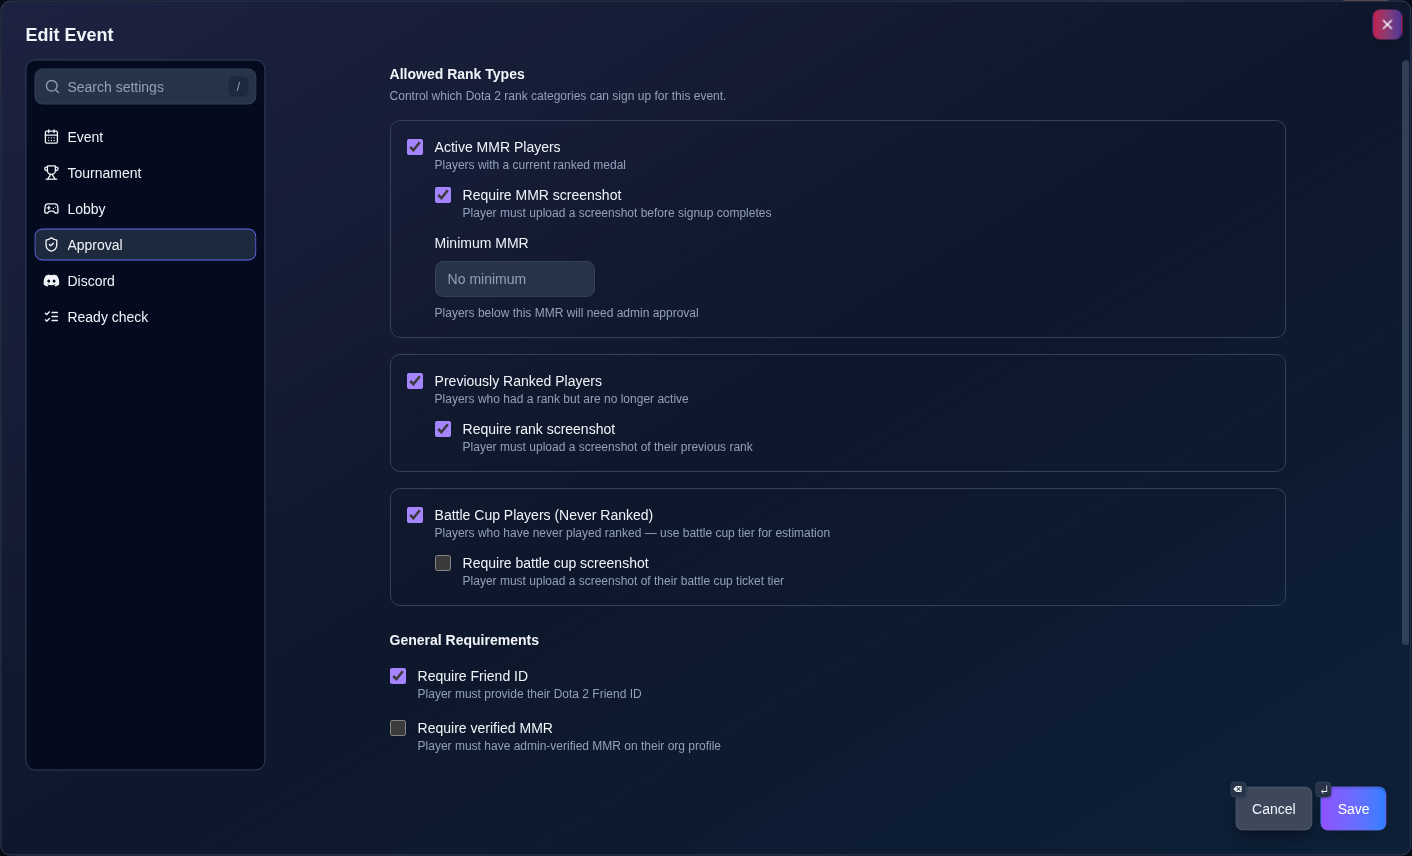 Edit Event
Search settings /
Event
Tournament
Lobby
Approval
Discord
Ready check
Allowed Rank Types
Control which Dota 2 rank categories can sign up for this event.
Active MMR Players
Players with a current ranked medal
Require MMR screenshot
Player must upload a screenshot before signup completes
Minimum MMR
No minimum
Players below this MMR will need admin approval
Previously Ranked Players
Players who had a rank but are no longer active
Require rank screenshot
Player must upload a screenshot of their previous rank
Battle Cup Players (Never Ranked)
Players who have never played ranked — use battle cup tier for estimation
Require battle cup screenshot
Player must upload a screenshot of their battle cup ticket tier
General Requirements
Require Friend ID
Player must provide their Dota 2 Friend ID
Require verified MMR
Player must have admin-verified MMR on their org profile
Cancel
Save